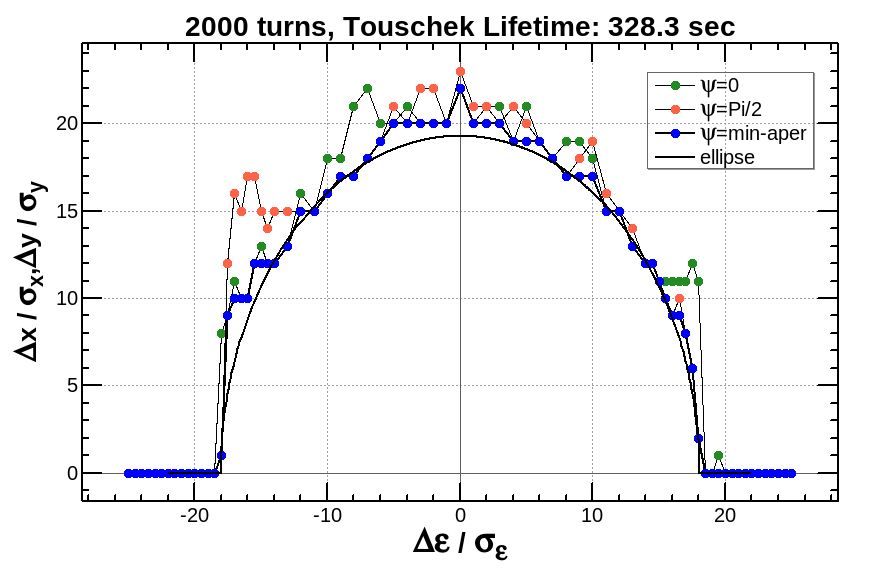 2000 turns, Touschek Lifetime: 328.3 sec
ψ=0
ψ=Pi/2
ψ=min-aper
ellipse
Δx / σx,Δy / σy
20
15
10
5
0
-20 -10 0 10 20
Δε / σε